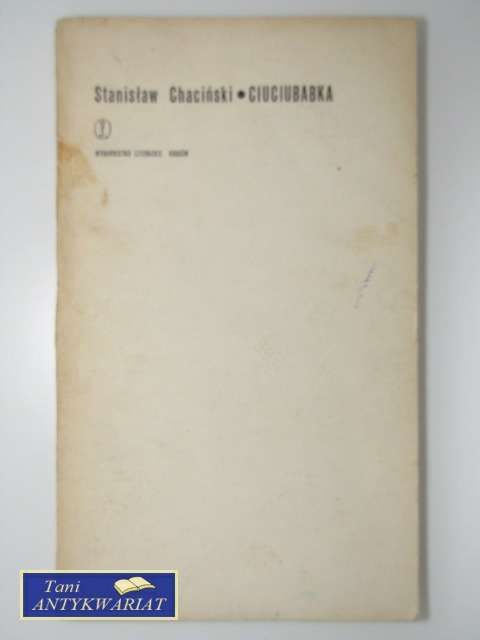 Stanisław Chaciński • CIUCIUBABKA
WYDAWNICTWO LITERACKIE KRAKÓW
Tani
ANTYKWARIAT